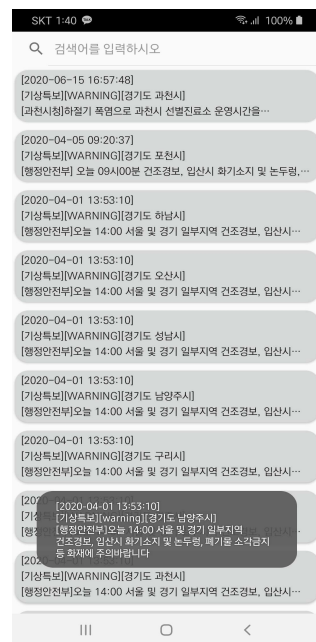 SKT 1:40
100%
검색어를 입력하시오
[2020-06-15 16:57:48]
[기상특보][WARNING][경기도 과천시]
[과천시청]하절기 폭염으로 과천시 선별진료소 운영시간을…
[2020-04-05 09:20:37]
[기상특보][WARNING][경기도 포천시]
[행정안전부] 오늘 09시00분 건조경보, 입산시 화기소지 및 논두렁,…
[2020-04-01 13:53:10]
[기상특보][WARNING][경기도 하남시]
[행정안전부]오늘 14:00 서울 및 경기 일부지역 건조경보, 입산시…
[2020-04-01 13:53:10]
[기상특보][WARNING][경기도 오산시]
[행정안전부]오늘 14:00 서울 및 경기 일부지역 건조경보, 입산시…
[2020-04-01 13:53:10]
[기상특보][WARNING][경기도 성남시]
[행정안전부]오늘 14:00 서울 및 경기 일부지역 건조경보, 입산시…
[2020-04-01 13:53:10]
[기상특보][WARNING][경기도 남양주시]
[행정안전부]오늘 14:00 서울 및 경기 일부지역 건조경보, 입산시…
[2020-04-01 13:53:10]
[기상특보][WARNING][경기도 구리시]
[행정안전부]오늘 14:00 서울 및 경기 일부지역 건조경보, 입산시…
[2020-04-01 13:53:10]
[기상특보][warning][경기도 남양주시]
[행정안전부]오늘 14:00 서울 및 경기 일부지역
건조경보, 입산시 화기소지 및 논두렁, 폐기물 소각금지
등 화재에 주의바랍니다
[기상특보][WARNING][경기도 과천시]
[행정안전부]오늘 14:00 서울 및 경기 일부지역 건조경보, 입산시…